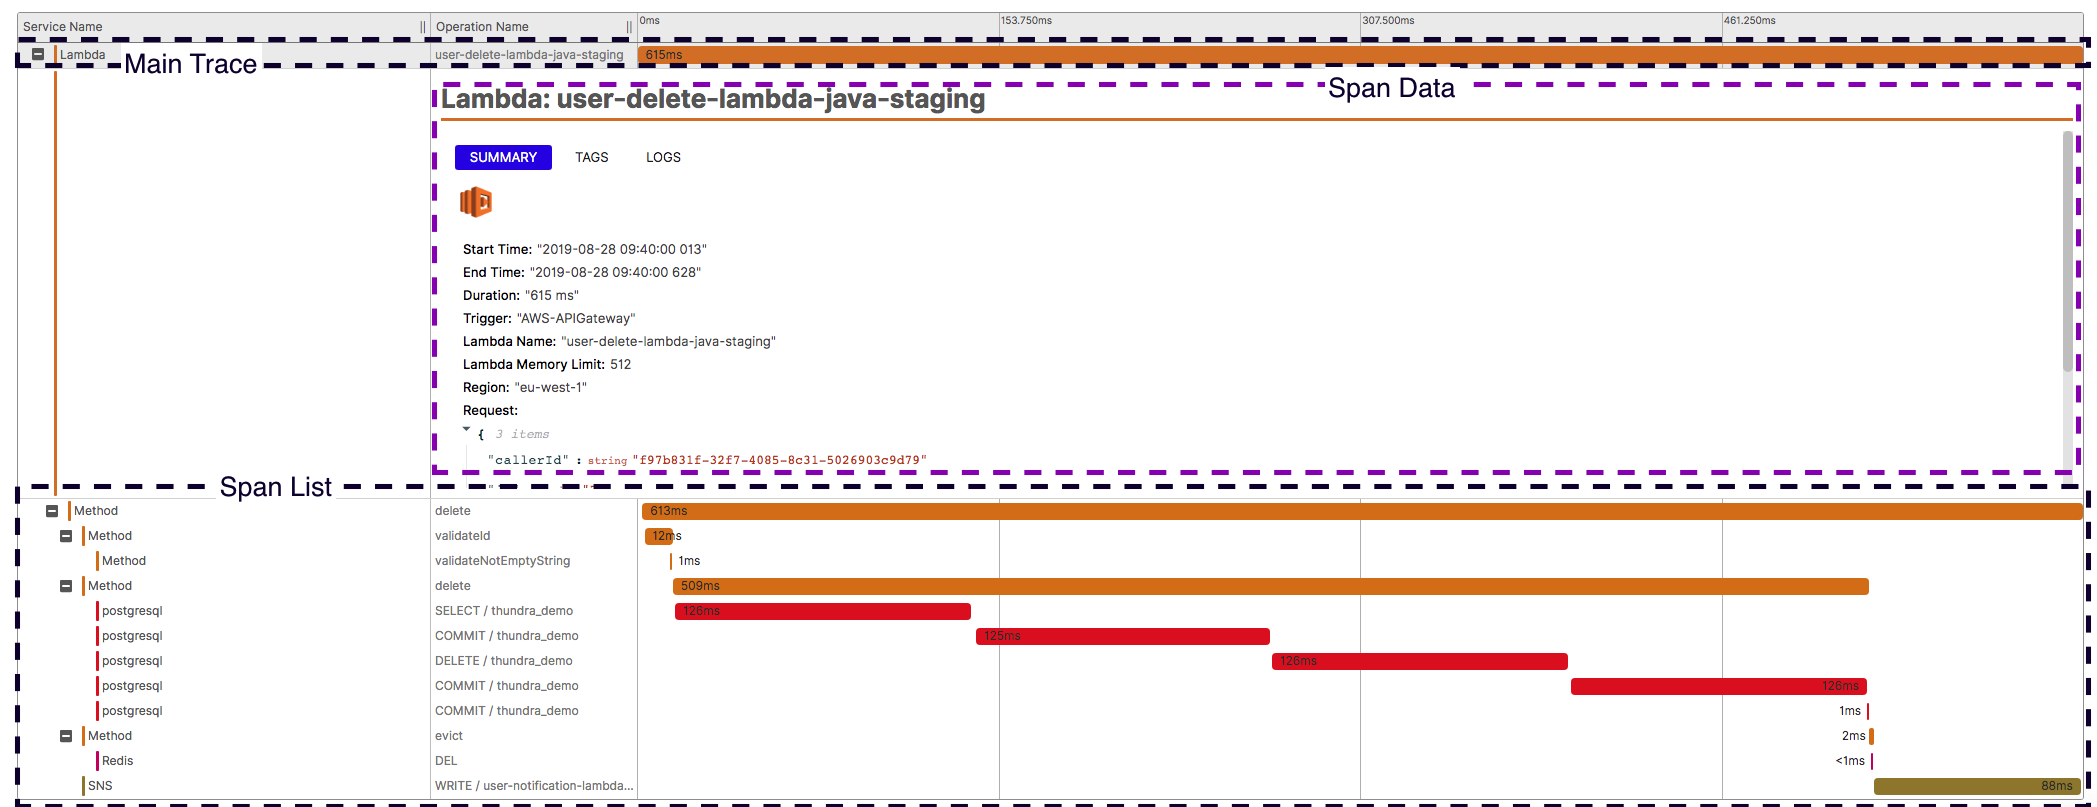 Service Name || Operation Name || 0ms 153.750ms 307.500ms 461.250ms
Lambda user-delete-lambda-java-staging 615ms
Main Trace
Span Data
Lambda: user-delete-lambda-java-staging
SUMMARY TAGS LOGS
Start Time: "2019-08-28 09:40:00 013"
End Time: "2019-08-28 09:40:00 628"
Duration: "615 ms"
Trigger: "AWS-APIGateway"
Lambda Name: "user-delete-lambda-java-staging"
Lambda Memory Limit: 512
Region: "eu-west-1"
Request:
{ 3 items
"callerId" : string "f97b831f-32f7-4085-8c31-5026903c9d79"
Span List
Method delete 613ms
Method validateId 12ms
Method validateNotEmptyString 1ms
Method delete 509ms
postgresql SELECT / thundra_demo 126ms
postgresql COMMIT / thundra_demo 125ms
postgresql DELETE / thundra_demo 126ms
postgresql COMMIT / thundra_demo 126ms
postgresql COMMIT / thundra_demo 1ms
Method evict 2ms
Redis DEL <1ms
SNS WRITE / user-notification-lambda... 88ms